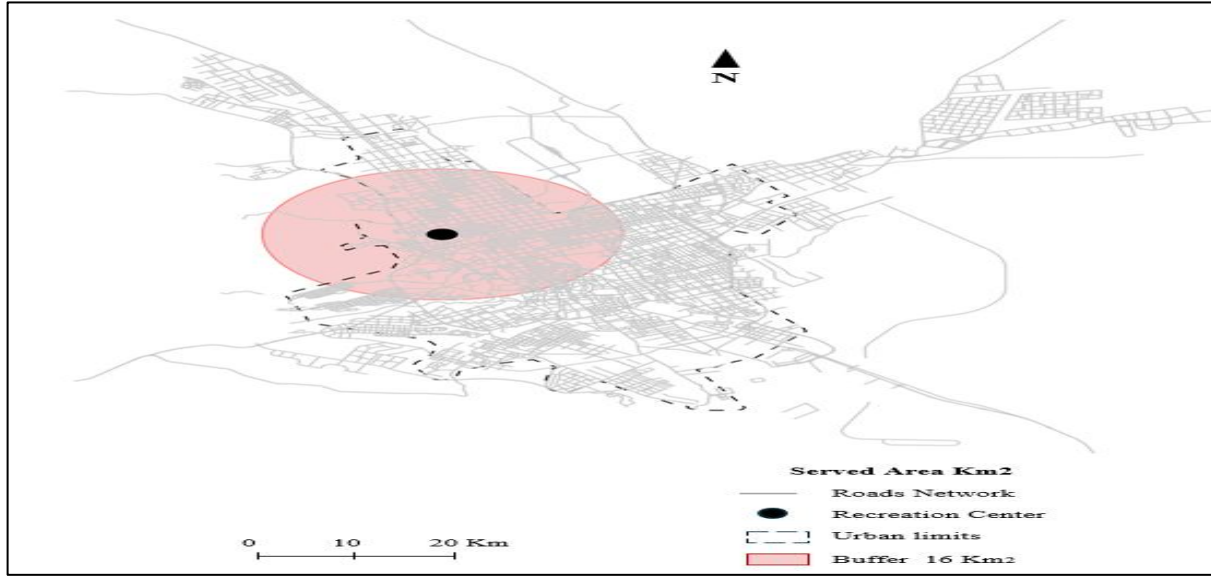 N
Served Area Km2
Roads Network
Recreation Center
Urban limits
Buffer 16 Km2
0 10 20 Km